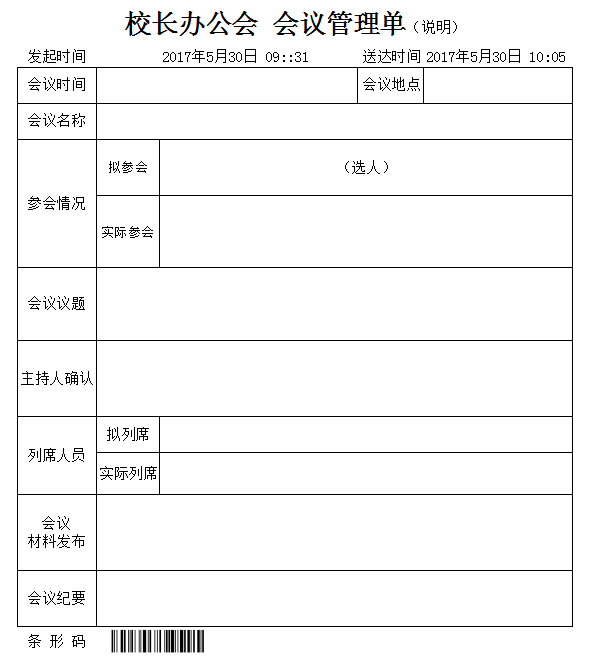 校长办公会 会议管理单（说明）
发起时间 2017年5月30日 09::31 送达时间 2017年5月30日 10:05
会议时间 会议地点
会议名称
参会情况 拟参会 （选人）
实际参会
会议议题
主持人确认
列席人员 拟列席
实际列席
会议
材料发布
会议纪要
条 形 码